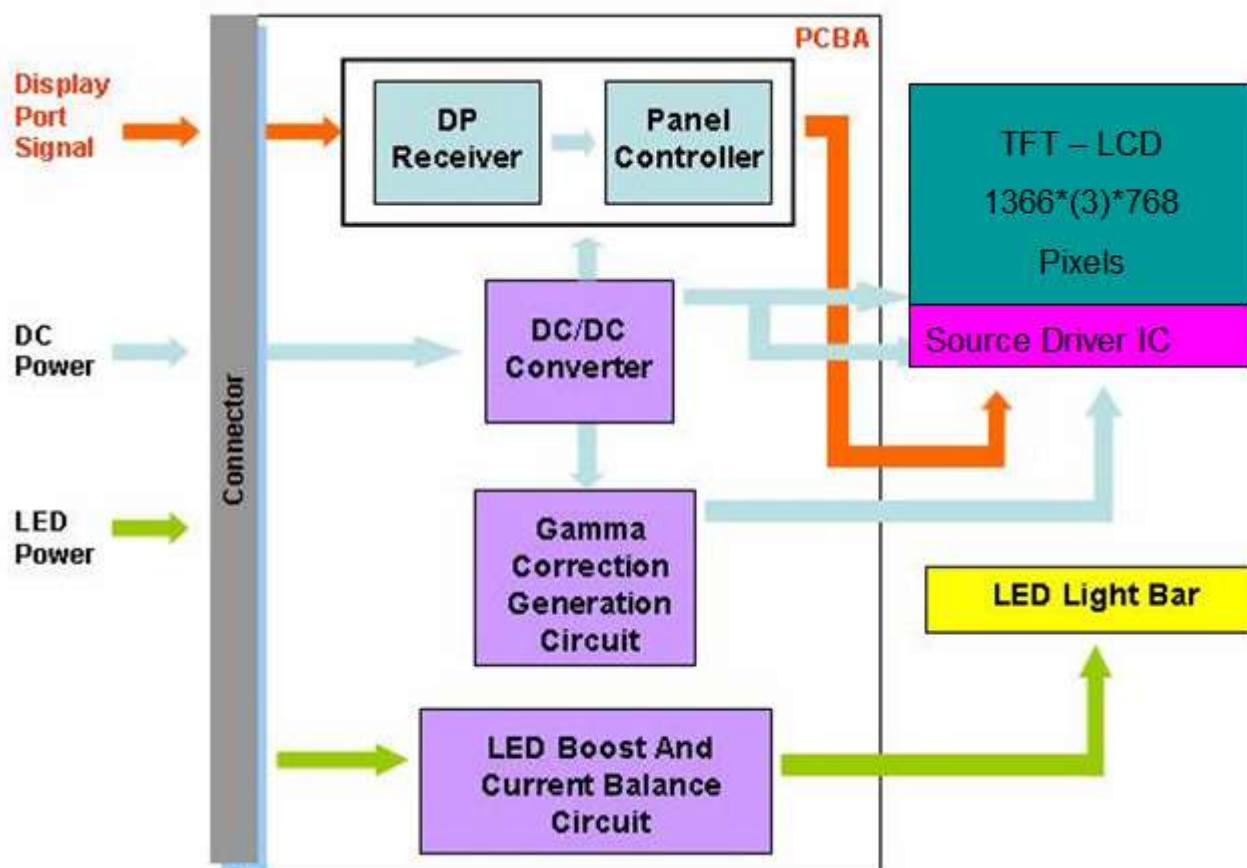 PCBA
Display
Port
Signal
DP
Receiver
Panel
Controller
TFT – LCD
1366*(3)*768
Pixels
Source Driver IC
DC
Power
DC/DC
Converter
Connector
LED
Power
Gamma
Correction
Generation
Circuit
LED Light Bar
LED Boost And
Current Balance
Circuit